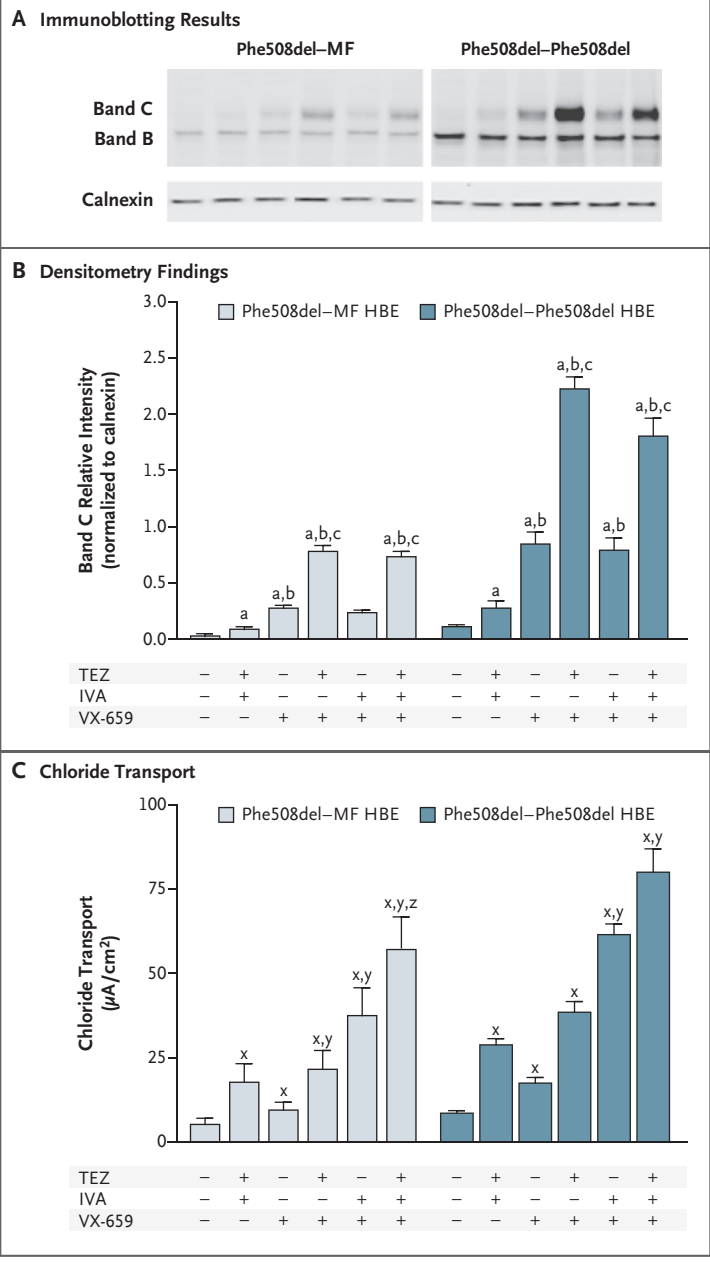 A Immunoblotting Results
Phe508del–MF Phe508del–Phe508del
Band C
Band B
Calnexin
B Densitometry Findings
Phe508del–MF HBE Phe508del–Phe508del HBE
Band C Relative Intensity
(normalized to calnexin)
3.0
2.5
2.0
1.5
1.0
0.5
0.0
a a,b a,b,c a,b,c a a,b a,b,c a,b a,b,c
TEZ – + – + – + – + – + – +
IVA – + – – + + – + – – + +
VX-659 – – + + + + – – + + + +
C Chloride Transport
Phe508del–MF HBE Phe508del–Phe508del HBE
Chloride Transport
(μA/cm²)
100
75
50
25
0
x x x,y x,y x,y,z x x x x,y x,y
TEZ – + – + – + – + – + – +
IVA – + – – + + – + – – + +
VX-659 – – + + + + – – + + + +